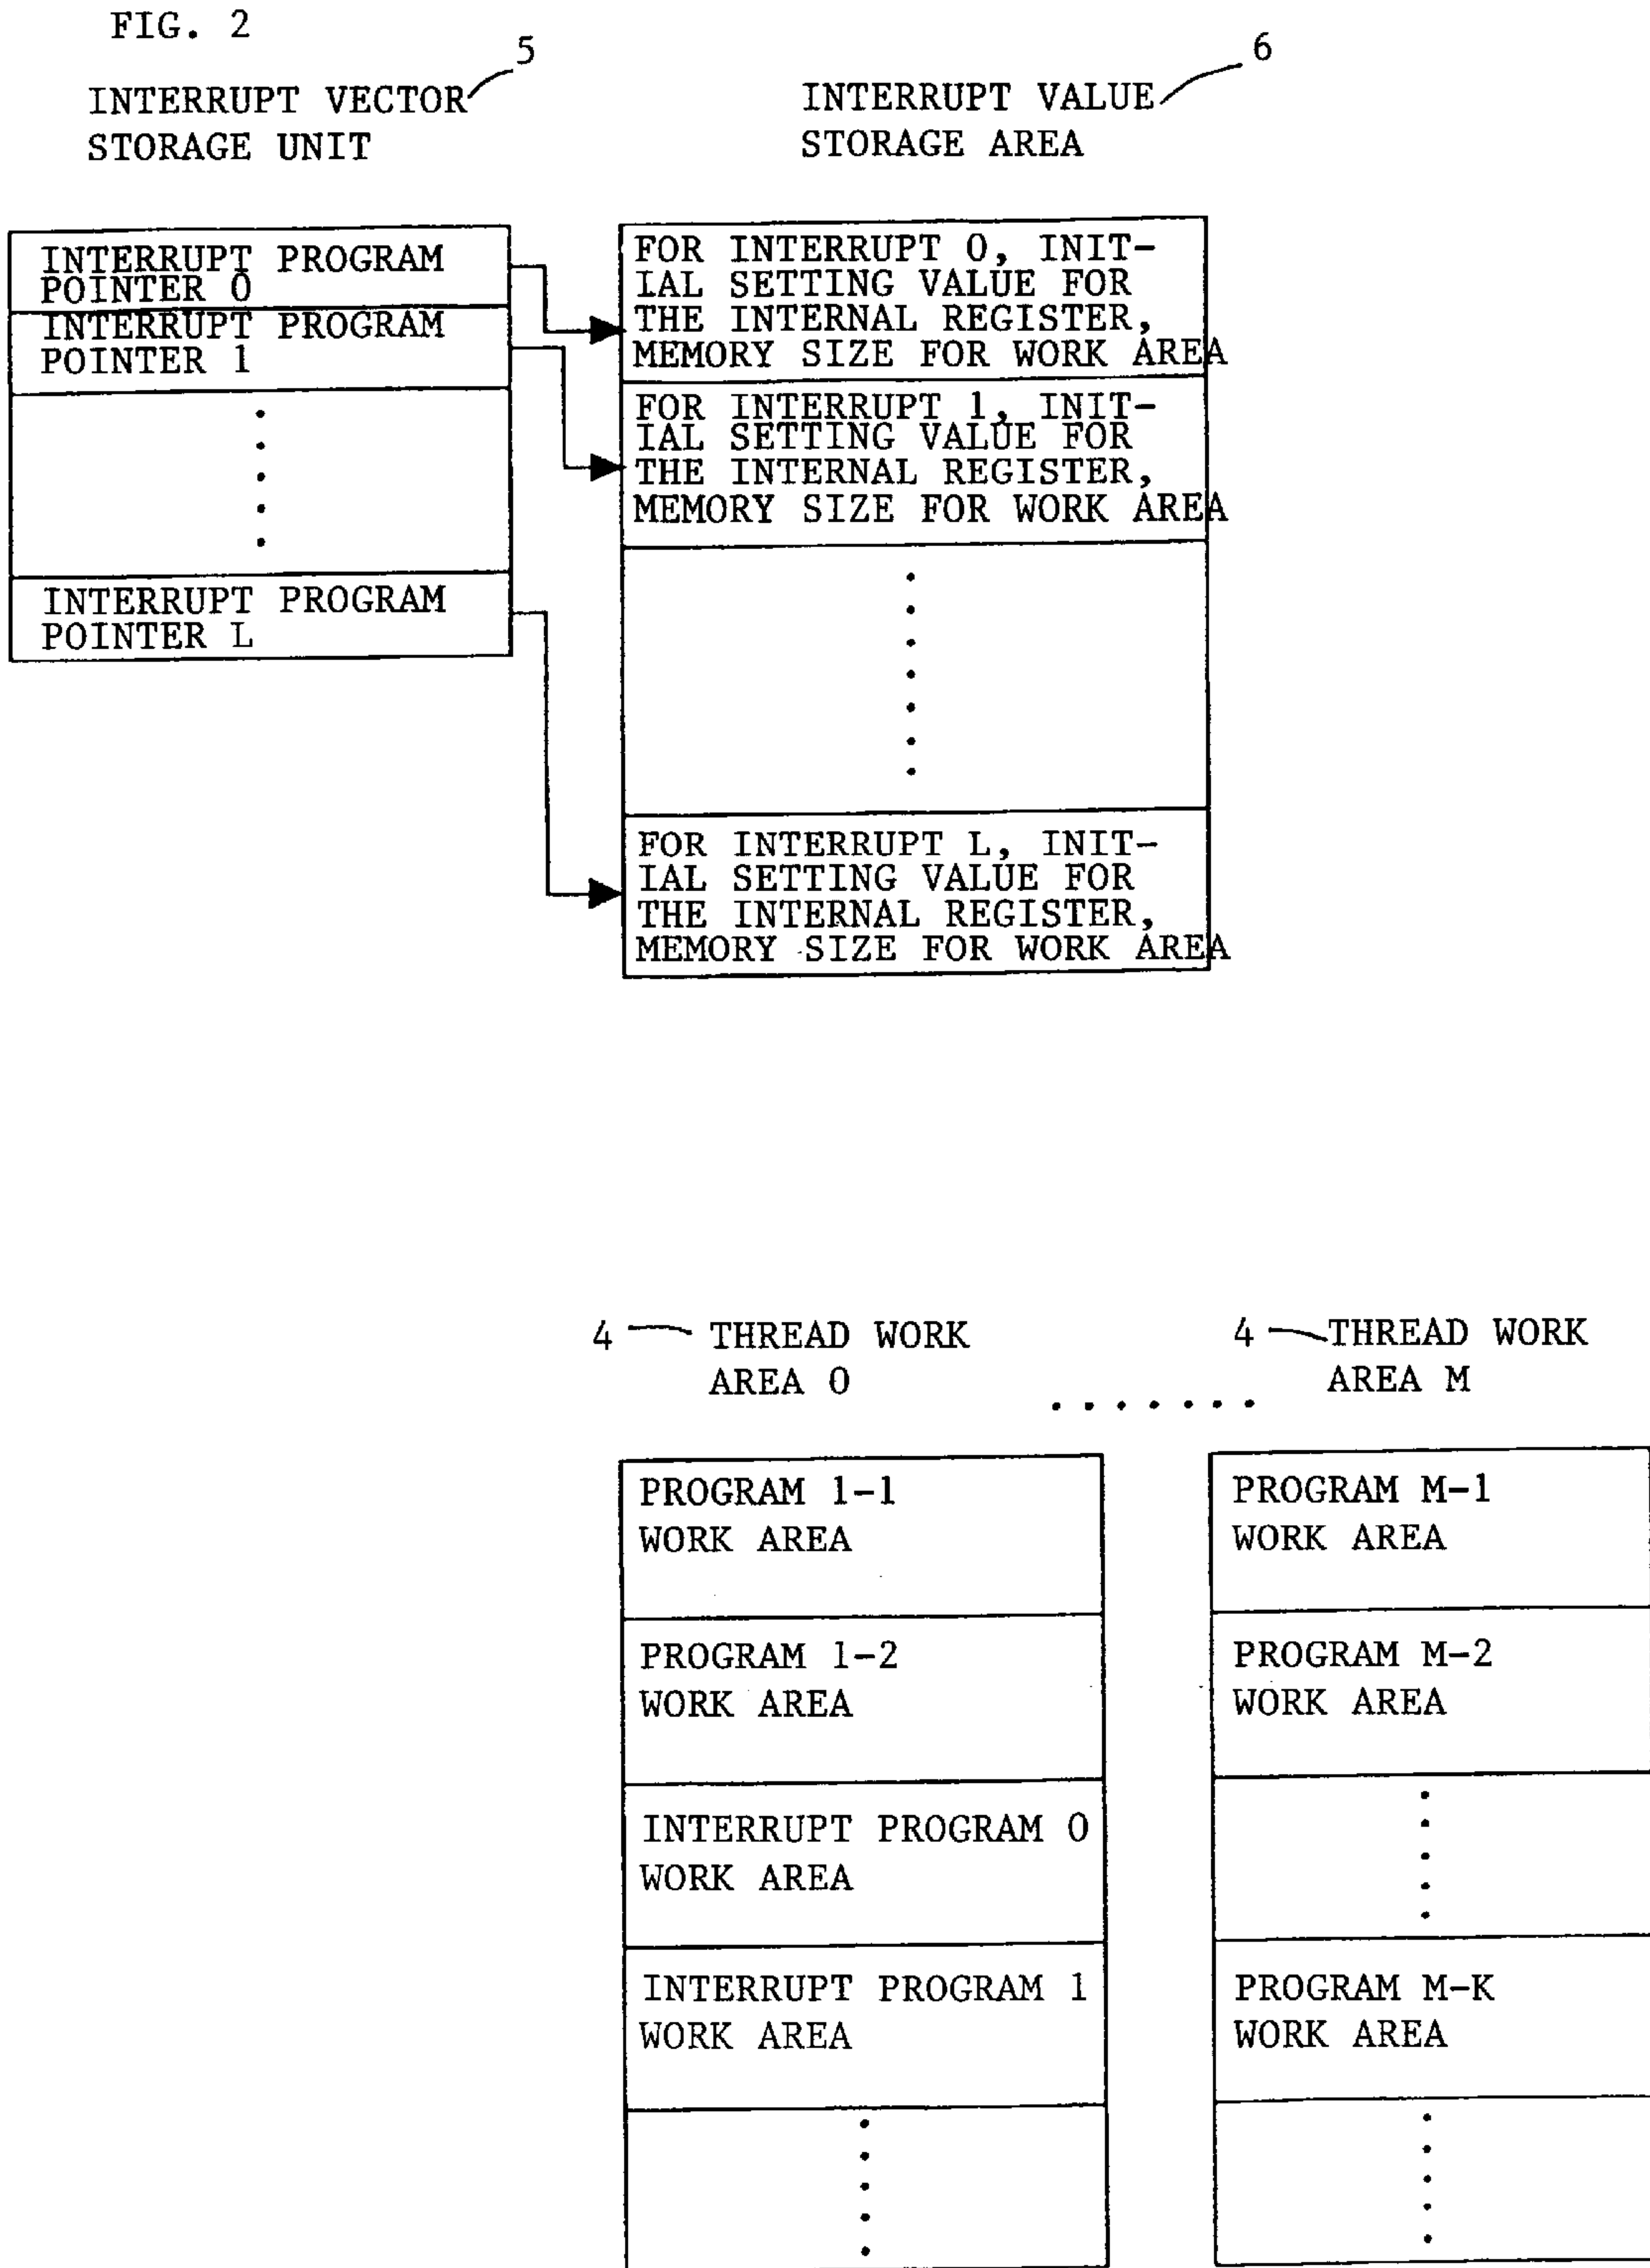 FIG. 2
5
INTERRUPT VECTOR
STORAGE UNIT
6
INTERRUPT VALUE
STORAGE AREA
INTERRUPT PROGRAM
POINTER 0
INTERRUPT PROGRAM
POINTER 1
INTERRUPT PROGRAM
POINTER L
FOR INTERRUPT 0, INIT-
IAL SETTING VALUE FOR
THE INTERNAL REGISTER,
MEMORY SIZE FOR WORK AREA
FOR INTERRUPT 1, INIT-
IAL SETTING VALUE FOR
THE INTERNAL REGISTER,
MEMORY SIZE FOR WORK AREA
FOR INTERRUPT L, INIT-
IAL SETTING VALUE FOR
THE INTERNAL REGISTER,
MEMORY SIZE FOR WORK AREA
4 THREAD WORK
AREA 0
4 THREAD WORK
AREA M
PROGRAM 1-1
WORK AREA
PROGRAM 1-2
WORK AREA
INTERRUPT PROGRAM 0
WORK AREA
INTERRUPT PROGRAM 1
WORK AREA
PROGRAM M-1
WORK AREA
PROGRAM M-2
WORK AREA
PROGRAM M-K
WORK AREA